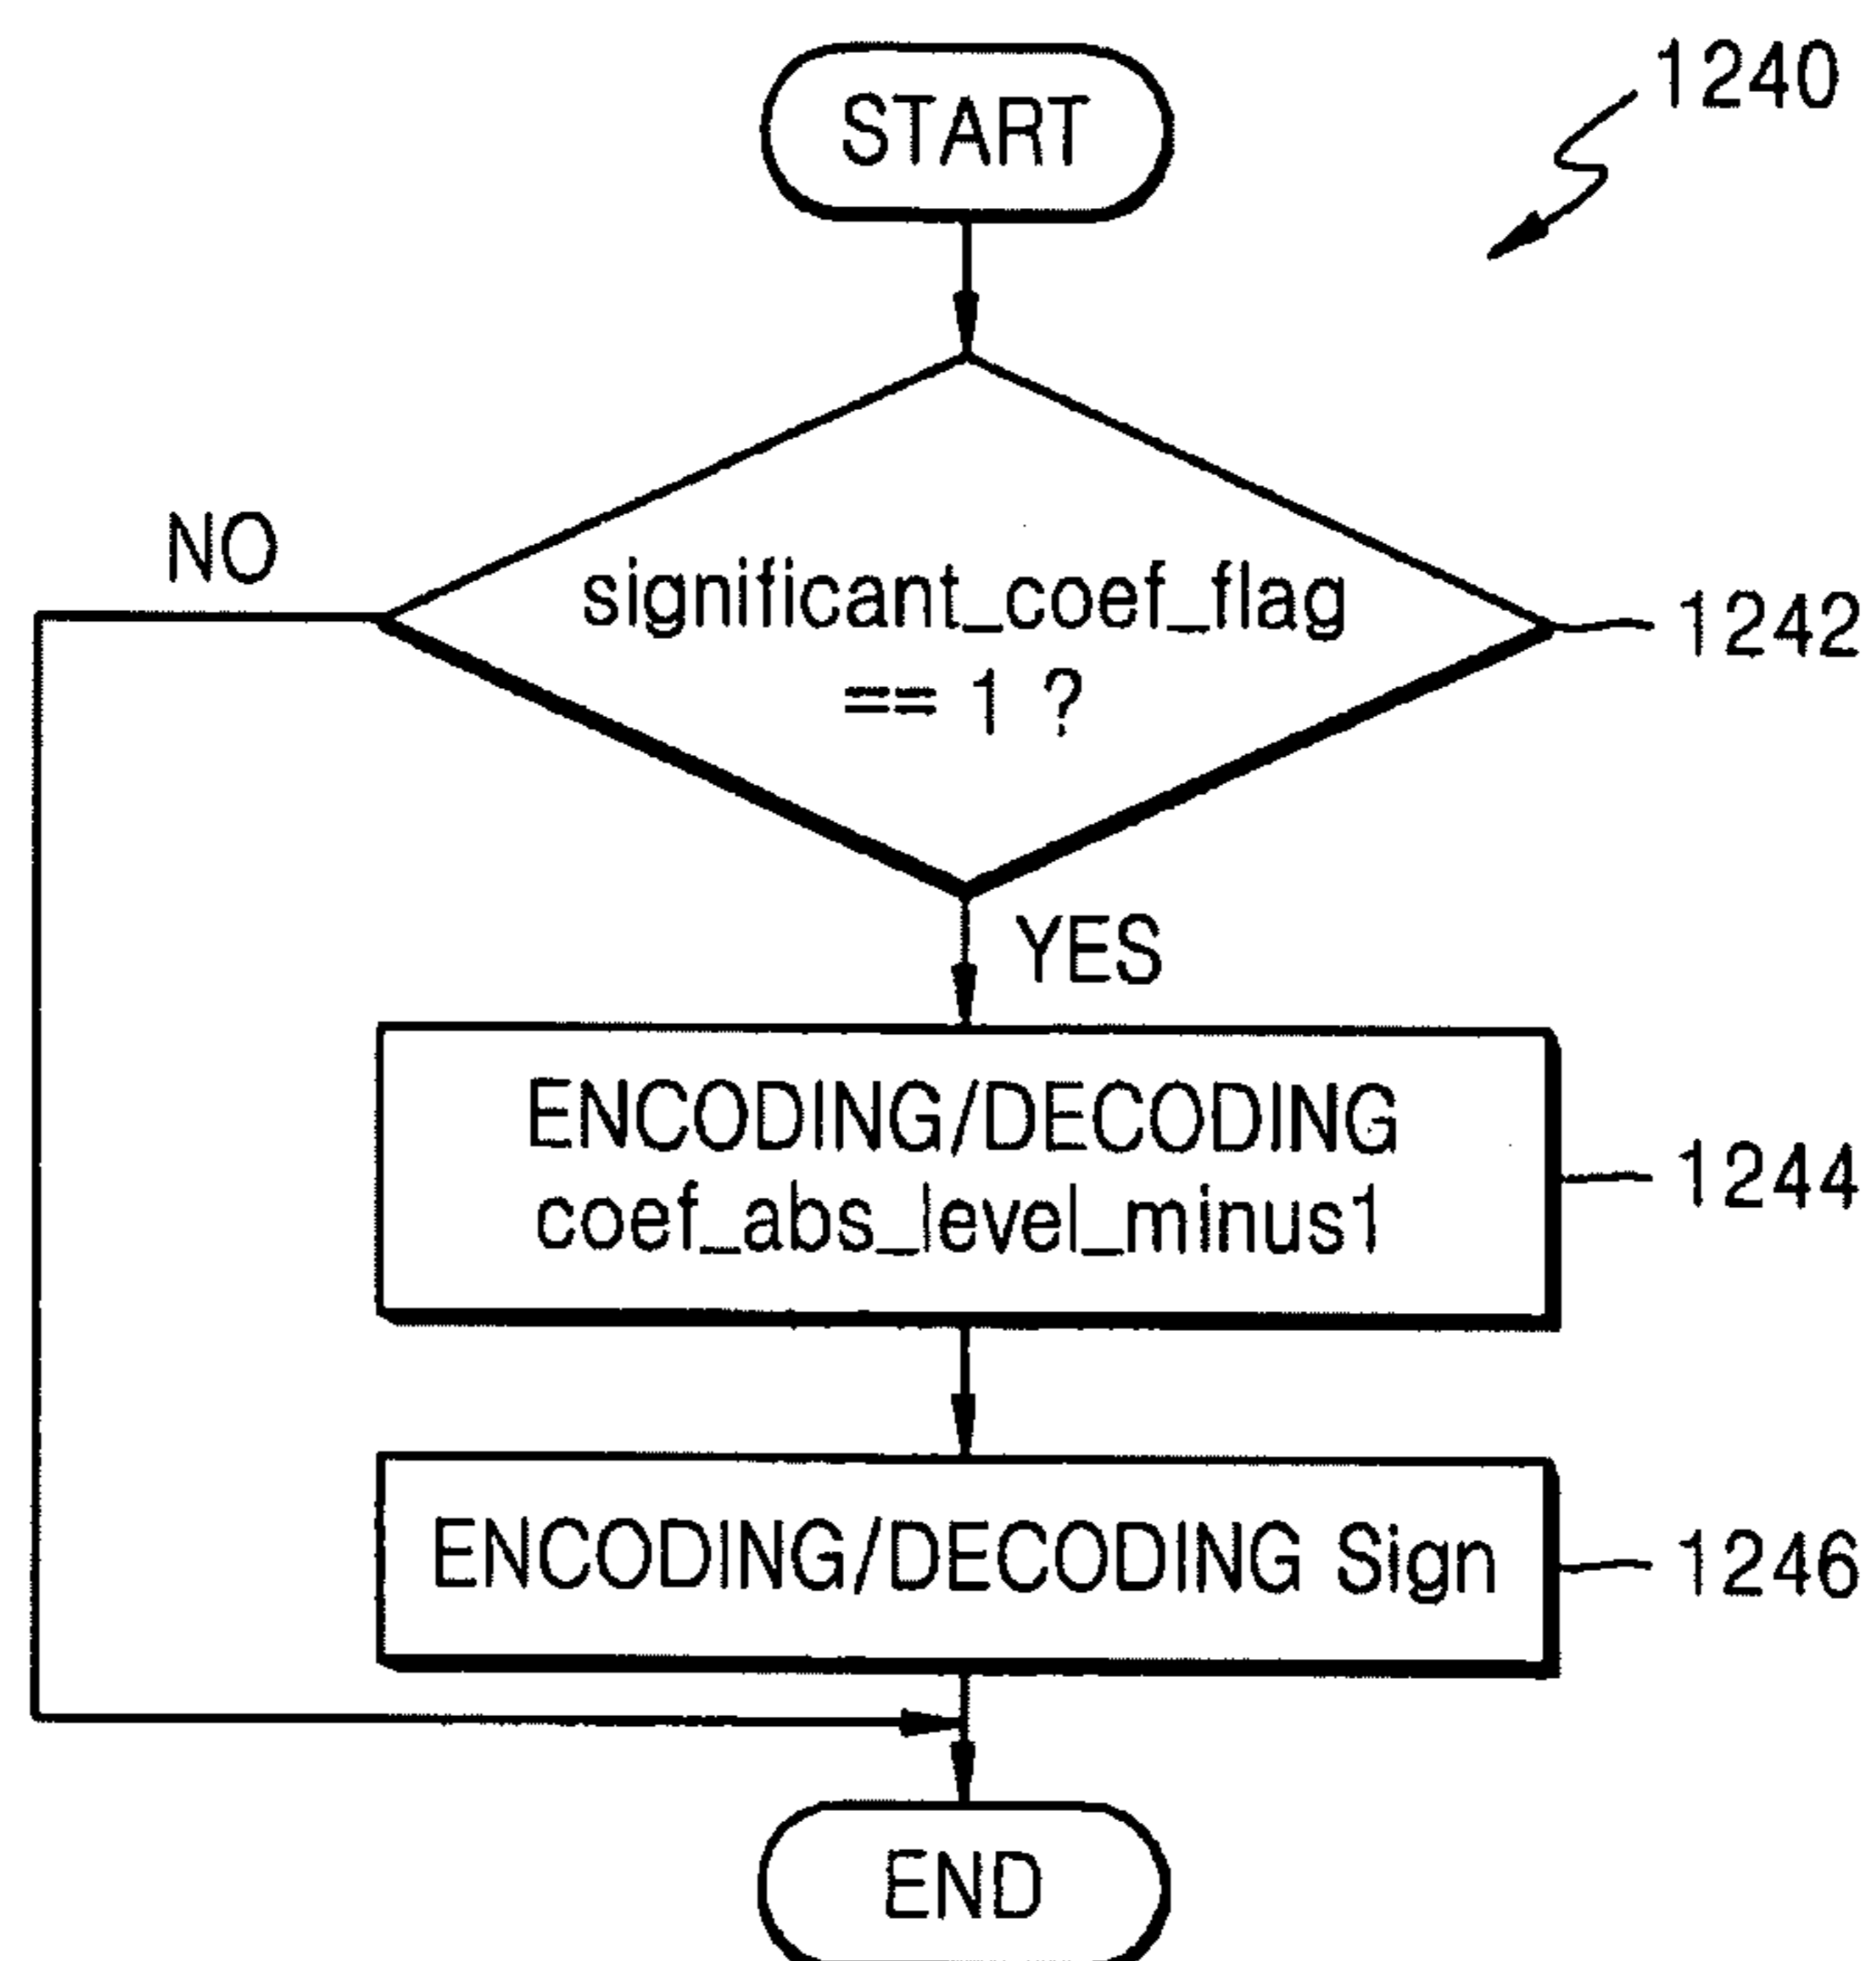 START
1240
NO
significant_coef_flag
== 1 ?
1242
YES
ENCODING/DECODING
coef_abs_level_minus1
1244
ENCODING/DECODING Sign
1246
END